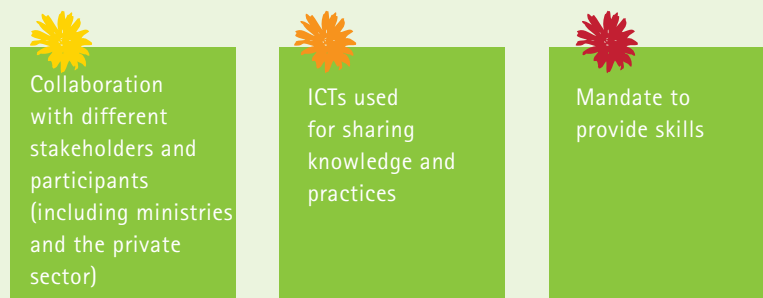 Collaboration
with different
stakeholders and
participants
(including ministries
and the private
sector)
ICTs used
for sharing
knowledge and
practices
Mandate to
provide skills